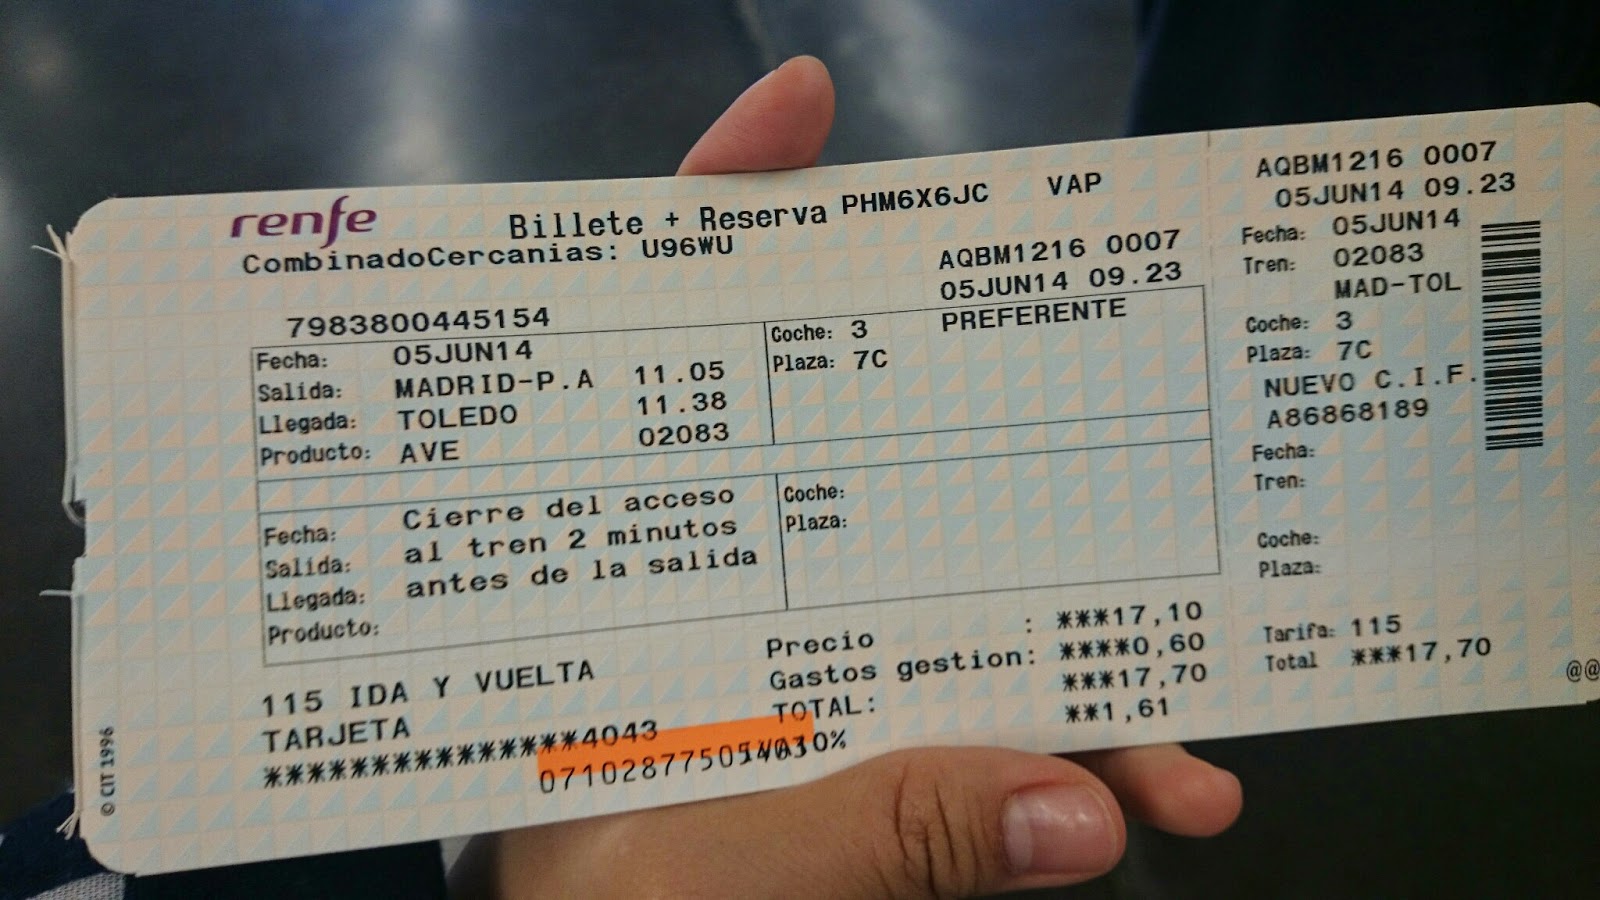 renfe Billete + Reserva PHM6X6JC VAP
CombinadoCercanias: U96WU
AQBM1216 0007
7983800445154 05JUN14 09.23
Fecha: 05JUN14
Salida: MADRID-P.A 11.05
Llegada: TOLEDO 11.38
Producto: AVE 02083
Coche: 3 PREFERENTE
Plaza: 7C
Fecha:
Salida:
Llegada:
Producto:
Cierre del acceso
al tren 2 minutos
antes de la salida
Coche:
Plaza:
115 IDA Y VUELTA
TARJETA
******************4043
Precio : ***17,10
Gastos gestion: ****0,60
TOTAL: ***17,70
10% **1,61
© CIT 1996
AQBM1216 0007
05JUN14 09.23
Fecha: 05JUN14
Tren: 02083
MAD-TOL
Coche: 3
Plaza: 7C
NUEVO C.I.F.
A86868189
Fecha:
Tren:
Coche:
Plaza:
Tarifa: 115
Total ***17,70
@@